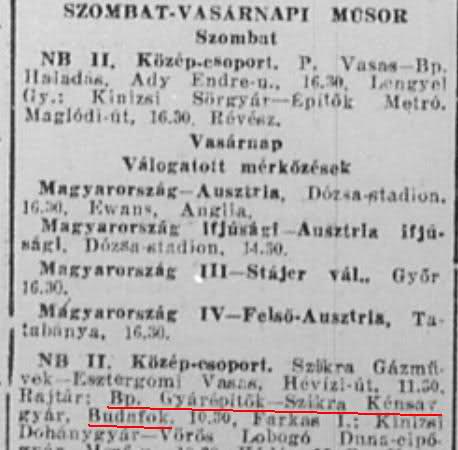 SZOMBAT-VASÁRNAPI MŰSOR
Szombat
NB II. Közép-csoport. P. Vasas—Bp.
Haladás, Ady Endre-u., 16.30, Lengyel
Gy.: Kinizsi Sörgyár—Építők Metró,
Maglódi-út, 16.30, Révész.
Vasárnap
Válogatott mérkőzések
Magyarország—Ausztria, Dózsa-stadion,
16.30, Ewans, Anglia.
Magyarország ifjúsági—Ausztria ifjú-
sági, Dózsa-stadion, 14.30.
Magyarország III—Stájer vál., Győr
16.30.
Magyarország IV—Felső-Ausztria, Ta-
tabánya, 16.30.
NB II. Közép-csoport. Szikra Gázmű-
vek—Esztergomi Vasas, Hévízi-út, 11.30,
Rajtár; Bp. Gyárépítők—Szikra Kénsav
gyár, Budafok, 10.30, Farkas I.: Kinizsi
Dohánygyár—Vörös Lobogó Duna-cipő-